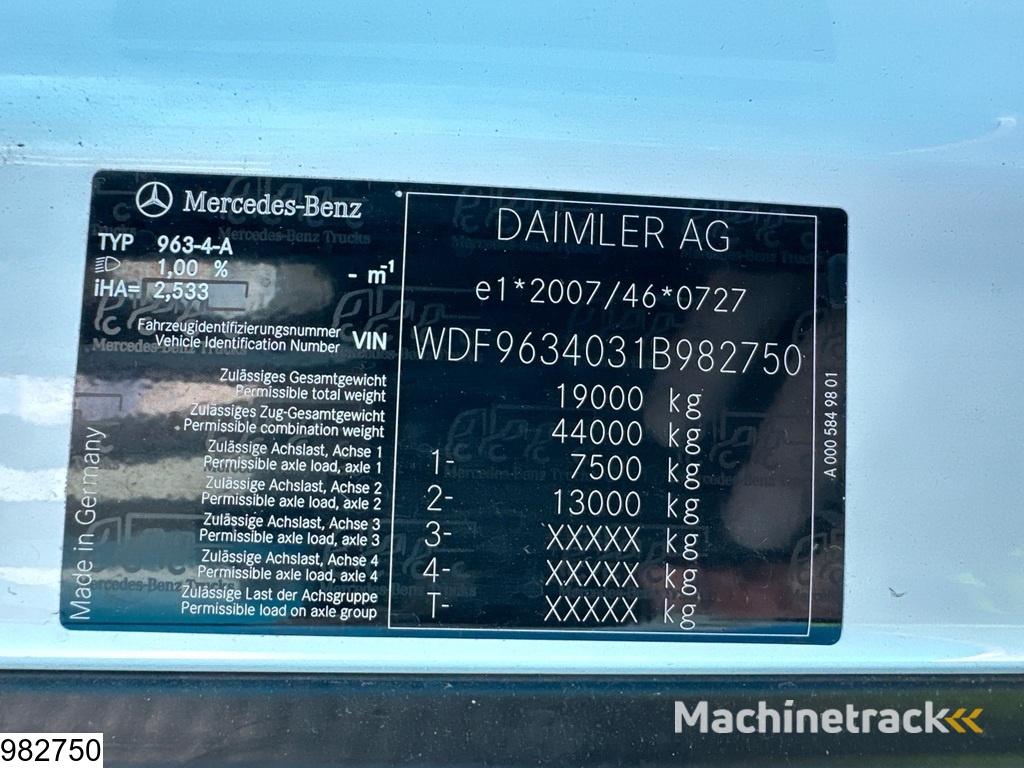 Mercedes-Benz
TYP 963-4-A
1,00 %
- m-1
iHA= 2,533
DAIMLER AG
e1*2007/46*0727
Fahrzeugidentifizierungsnummer
Vehicle Identification Number VIN WDF9634031B982750
Zulässiges Gesamtgewicht
Permissible total weight 19000 kg
Zulässiges Zug-Gesamtgewicht
Permissible combination weight 44000 kg
Zulässige Achslast, Achse 1
Permissible axle load, axle 1 1- 7500 kg
Zulässige Achslast, Achse 2
Permissible axle load, axle 2 2- 13000 kg
Zulässige Achslast, Achse 3
Permissible axle load, axle 3 3- XXXXX kg
Zulässige Achslast, Achse 4
Permissible axle load, axle 4 4- XXXXX kg
Zulässige Last der Achsgruppe
Permissible load on axle group T- XXXXX kg
Made in Germany
A 000 584 98 01
Mercedes-Benz Trucks
Machinetrack
982750